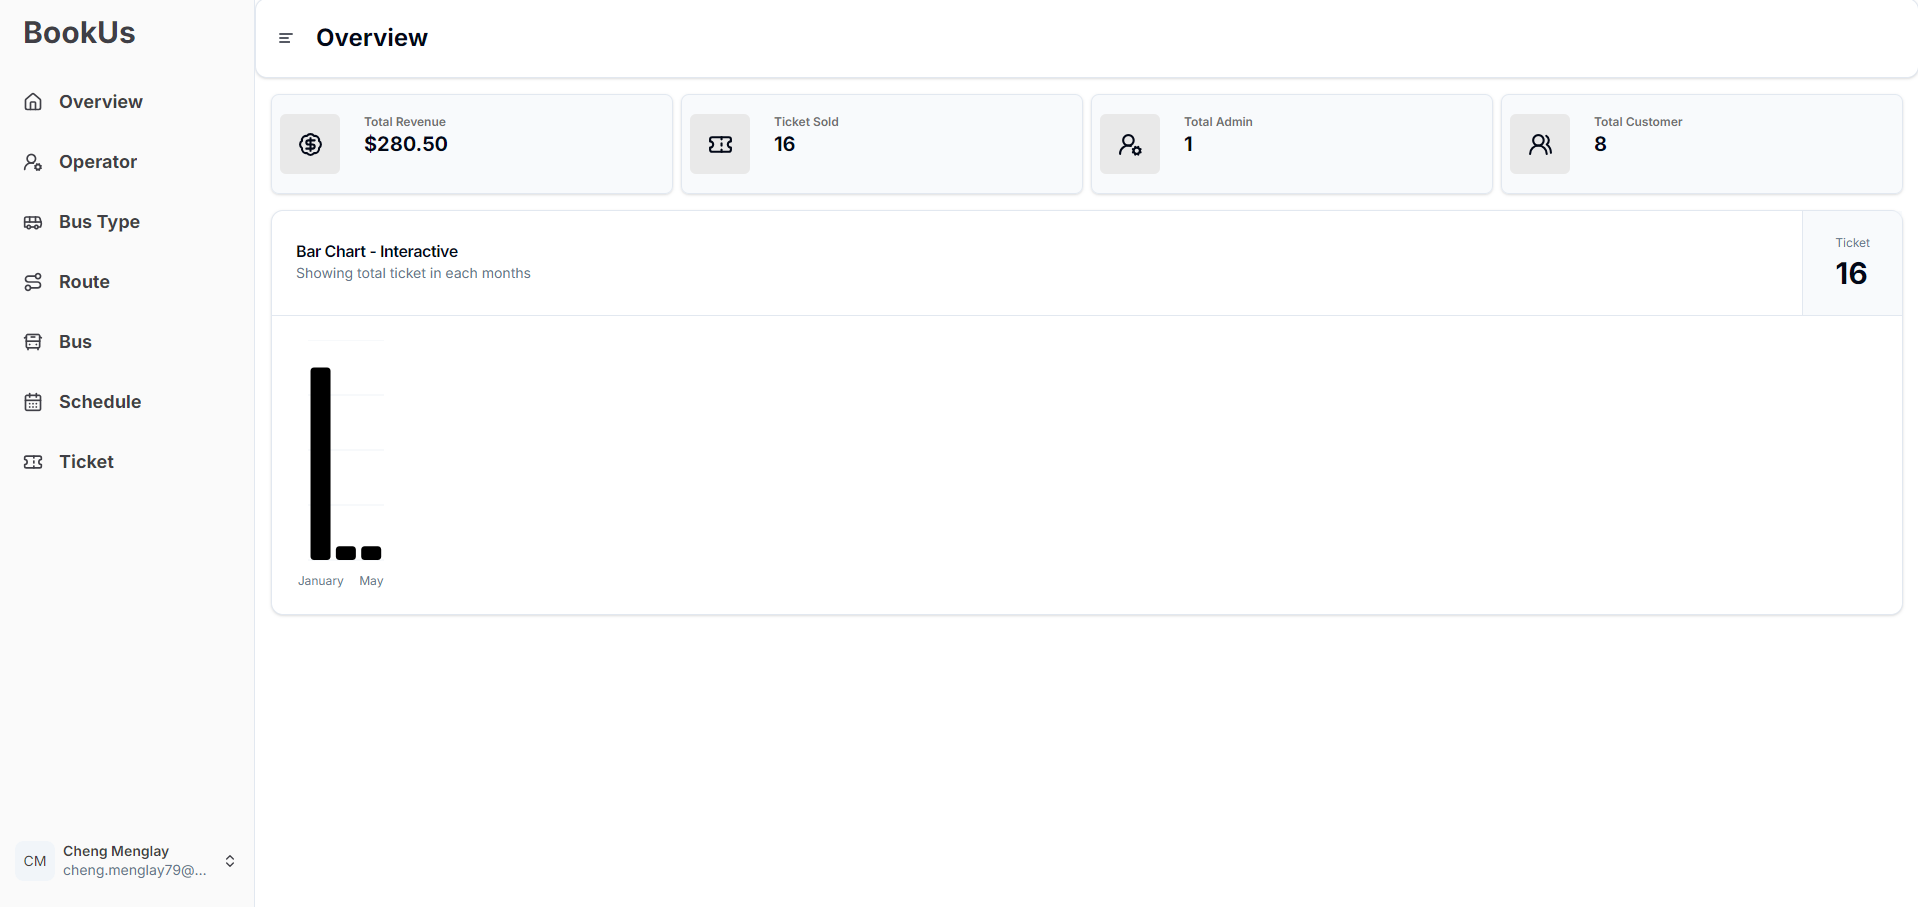 BookUs
Overview
Operator
Bus Type
Route
Bus
Schedule
Ticket
CM
Cheng Menglay
cheng.menglay79@...
Overview
Total Revenue
$280.50
Ticket Sold
16
Total Admin
1
Total Customer
8
Bar Chart - Interactive
Showing total ticket in each months
Ticket
16
January May